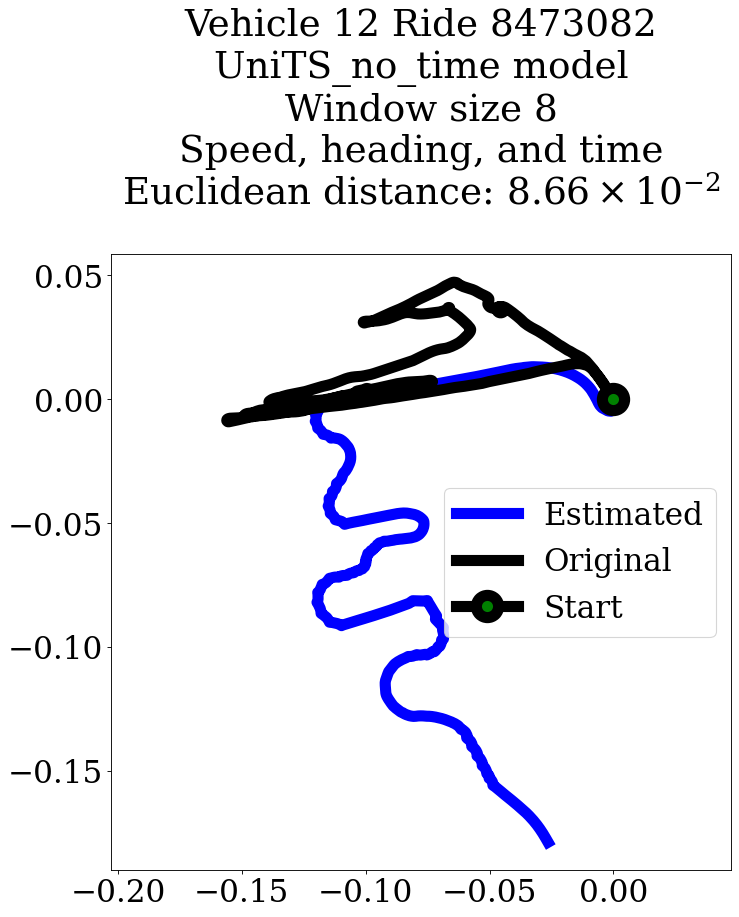 Vehicle 12 Ride 8473082
UniTS_no_time model
Window size 8
Speed, heading, and time
Euclidean distance: 8.66 × 10⁻²
0.05
0.00
−0.05
−0.10
−0.15
Estimated
Original
Start
−0.20 −0.15 −0.10 −0.05 0.00